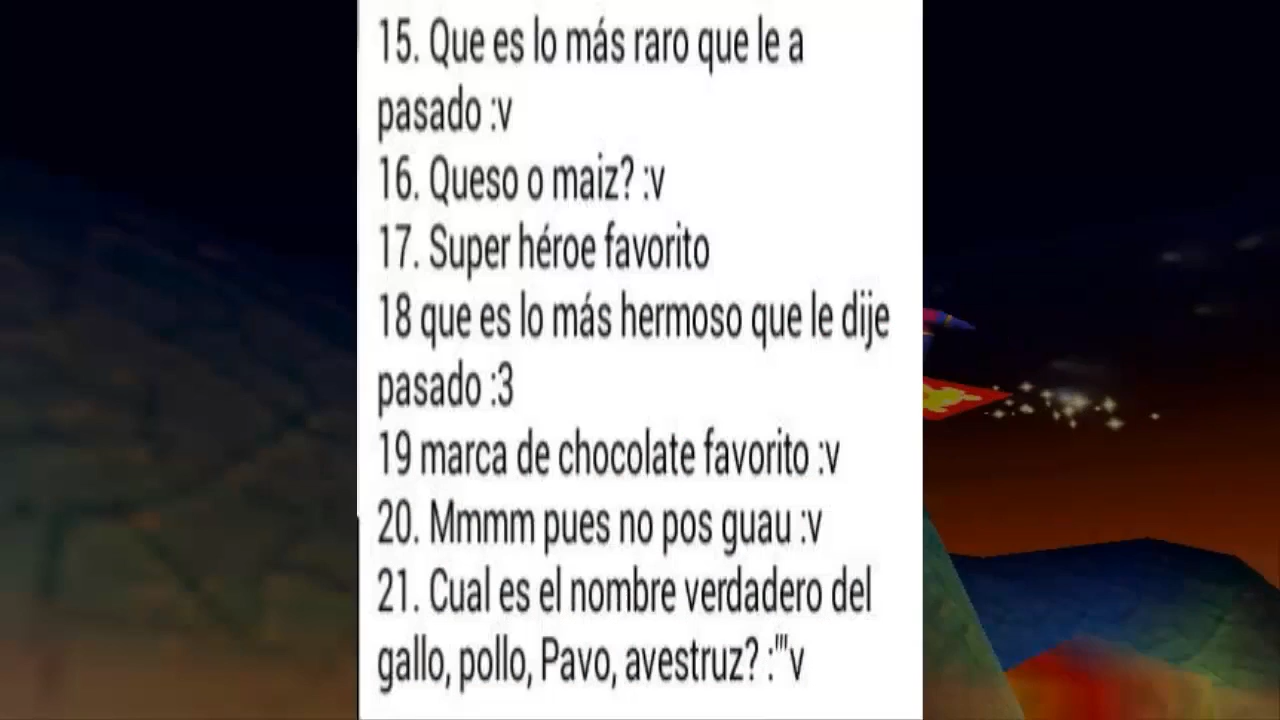 15. Que es lo más raro que le a
pasado :v
16. Queso o maiz? :v
17. Super héroe favorito
18 que es lo más hermoso que le dije
pasado :3
19 marca de chocolate favorito :v
20. Mmmm pues no pos guau :v
21. Cual es el nombre verdadero del
gallo, pollo, Pavo, avestruz? :'"v